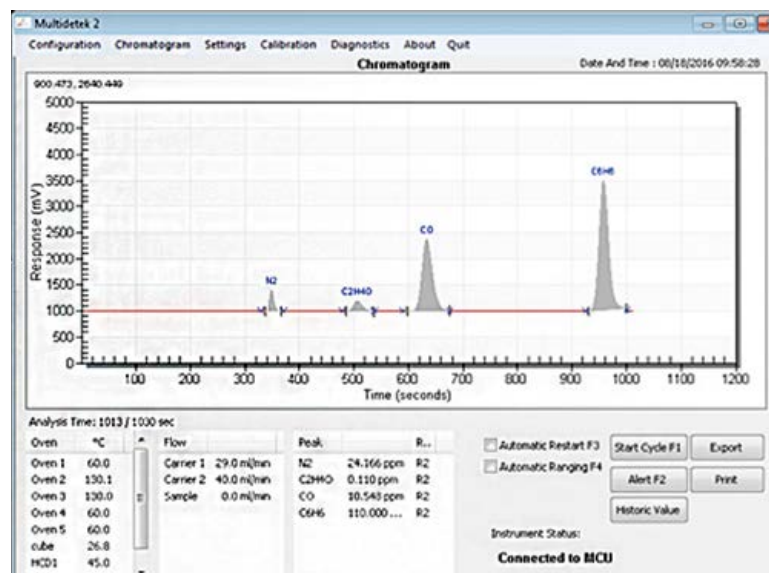 Multidetek 2
Configuration Chromatogram Settings Calibration Diagnostics About Quit
Chromatogram Date And Time : 08/18/2016 09:58:28
900.473, 2640.449
5000
4500
4000
3500
3000
2500
2000
1500
1000
500
0
Response (mV)
N2
C2H4O
CO
C6H6
100 200 300 400 500 600 700 800 900 1000 1100 1200
Time (seconds)
Analysis Time: 1013 / 1030 sec
Oven °C
Oven 1 60.0
Oven 2 130.1
Oven 3 130.0
Oven 4 60.0
Oven 5 60.0
cube 26.8
MCD1 45.0
Flow
Carrier 1 29.0 ml/min
Carrier 2 40.0 ml/min
Sample 0.0 ml/min
Peak R..
N2 24.166 ppm R2
C2H4O 0.110 ppm R2
CO 10.548 ppm R2
C6H6 110.000 ... R2
Automatic Restart F3
Automatic Ranging F4
Start Cycle F1 Export
Alert F2 Print
Historic Value
Instrument Status:
Connected to MCU